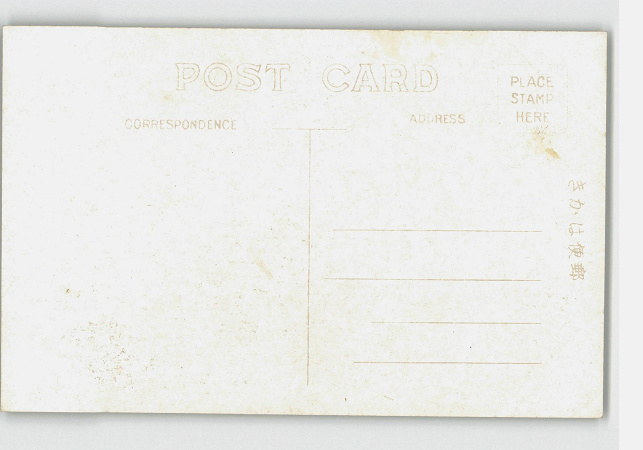 POST CARD
PLACE
STAMP
HERE
CORRESPONDENCE
ADDRESS
郵便はかき